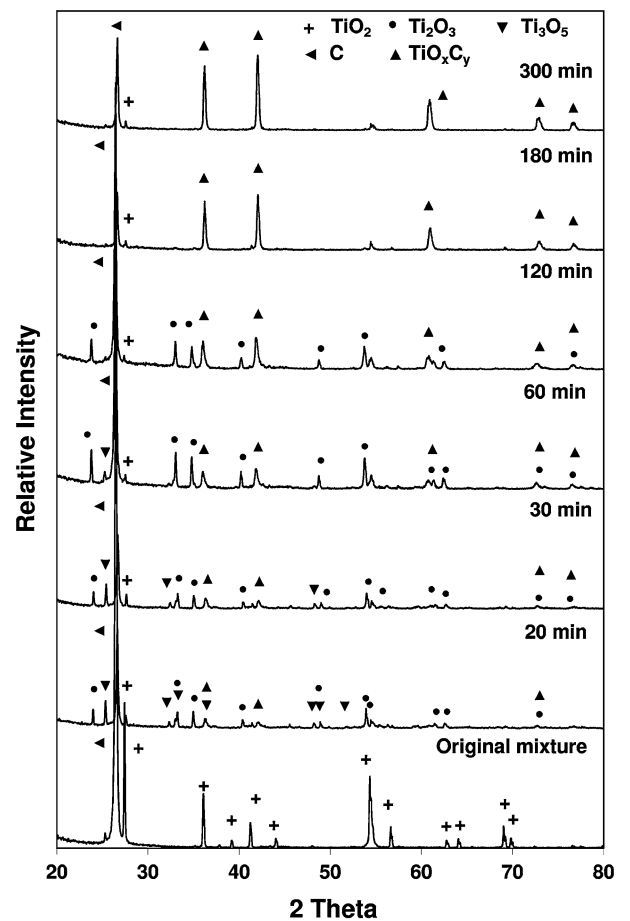 + TiO2 ● Ti2O3 ▼ Ti3O5
◄ C ▲ TiOxCy
300 min
180 min
120 min
60 min
30 min
20 min
Original mixture
Relative Intensity
20 30 40 50 60 70 80
2 Theta